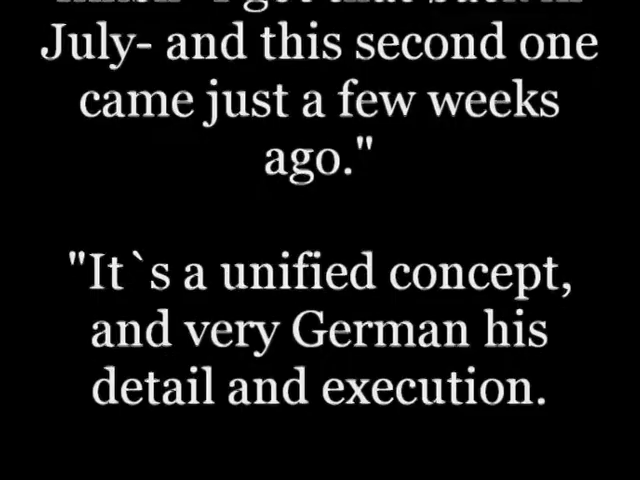 July- and this second one
came just a few weeks
ago."
"It`s a unified concept,
and very German his
detail and execution.